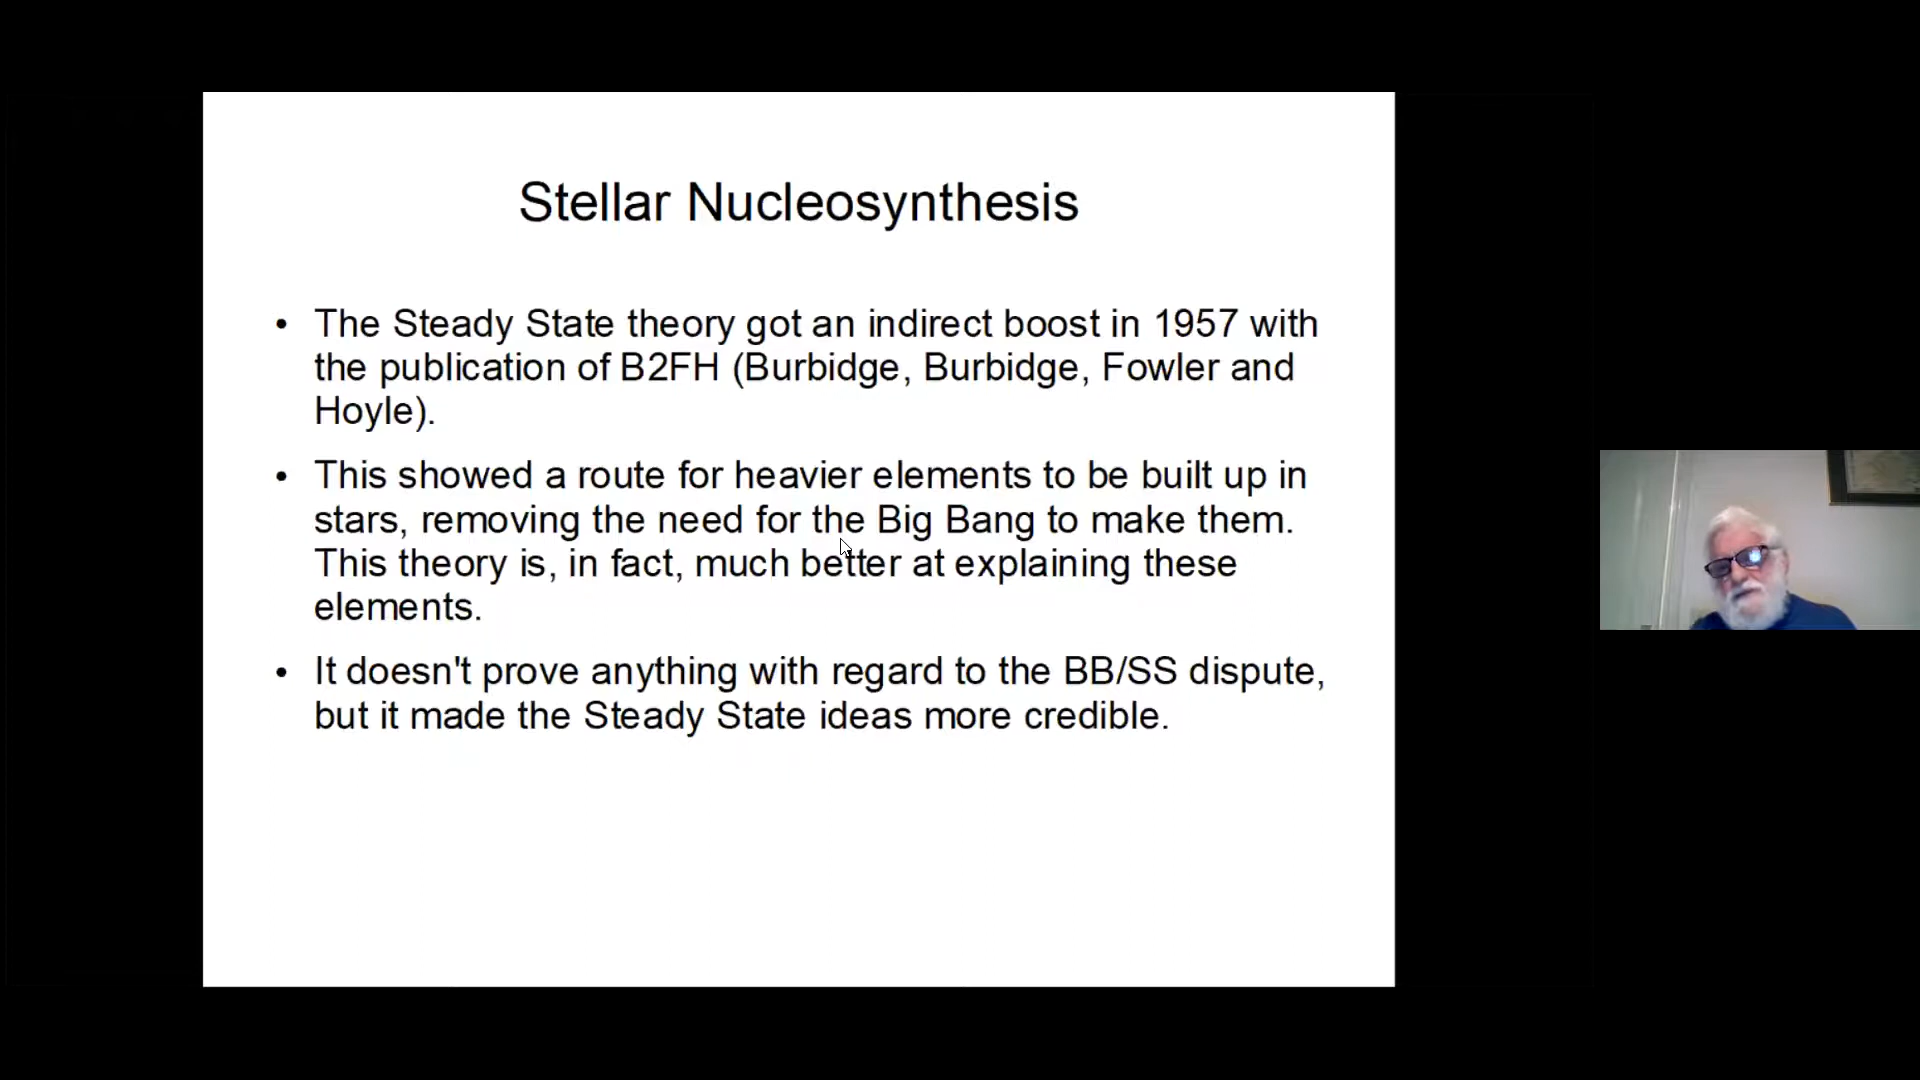 Stellar Nucleosynthesis
• The Steady State theory got an indirect boost in 1957 with
the publication of B2FH (Burbidge, Burbidge, Fowler and
Hoyle).
• This showed a route for heavier elements to be built up in
stars, removing the need for the Big Bang to make them.
This theory is, in fact, much better at explaining these
elements.
• It doesn't prove anything with regard to the BB/SS dispute,
but it made the Steady State ideas more credible.